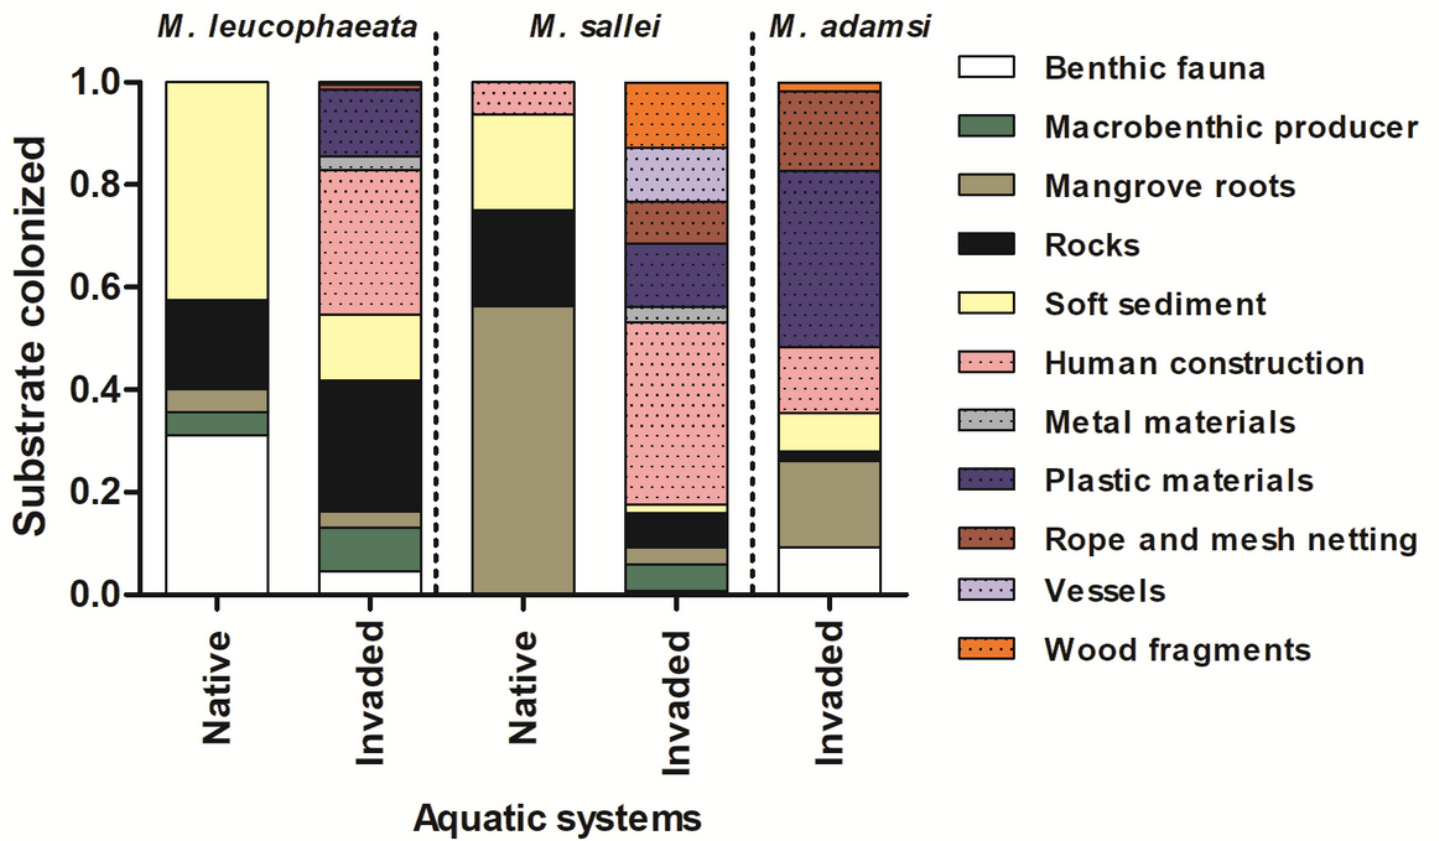 M. leucophaeata
M. sallei
M. adamsi
Substrate colonized
1.0
0.8
0.6
0.4
0.2
0.0
Native
Invaded
Native
Invaded
Invaded
Aquatic systems
Benthic fauna
Macrobenthic producer
Mangrove roots
Rocks
Soft sediment
Human construction
Metal materials
Plastic materials
Rope and mesh netting
Vessels
Wood fragments